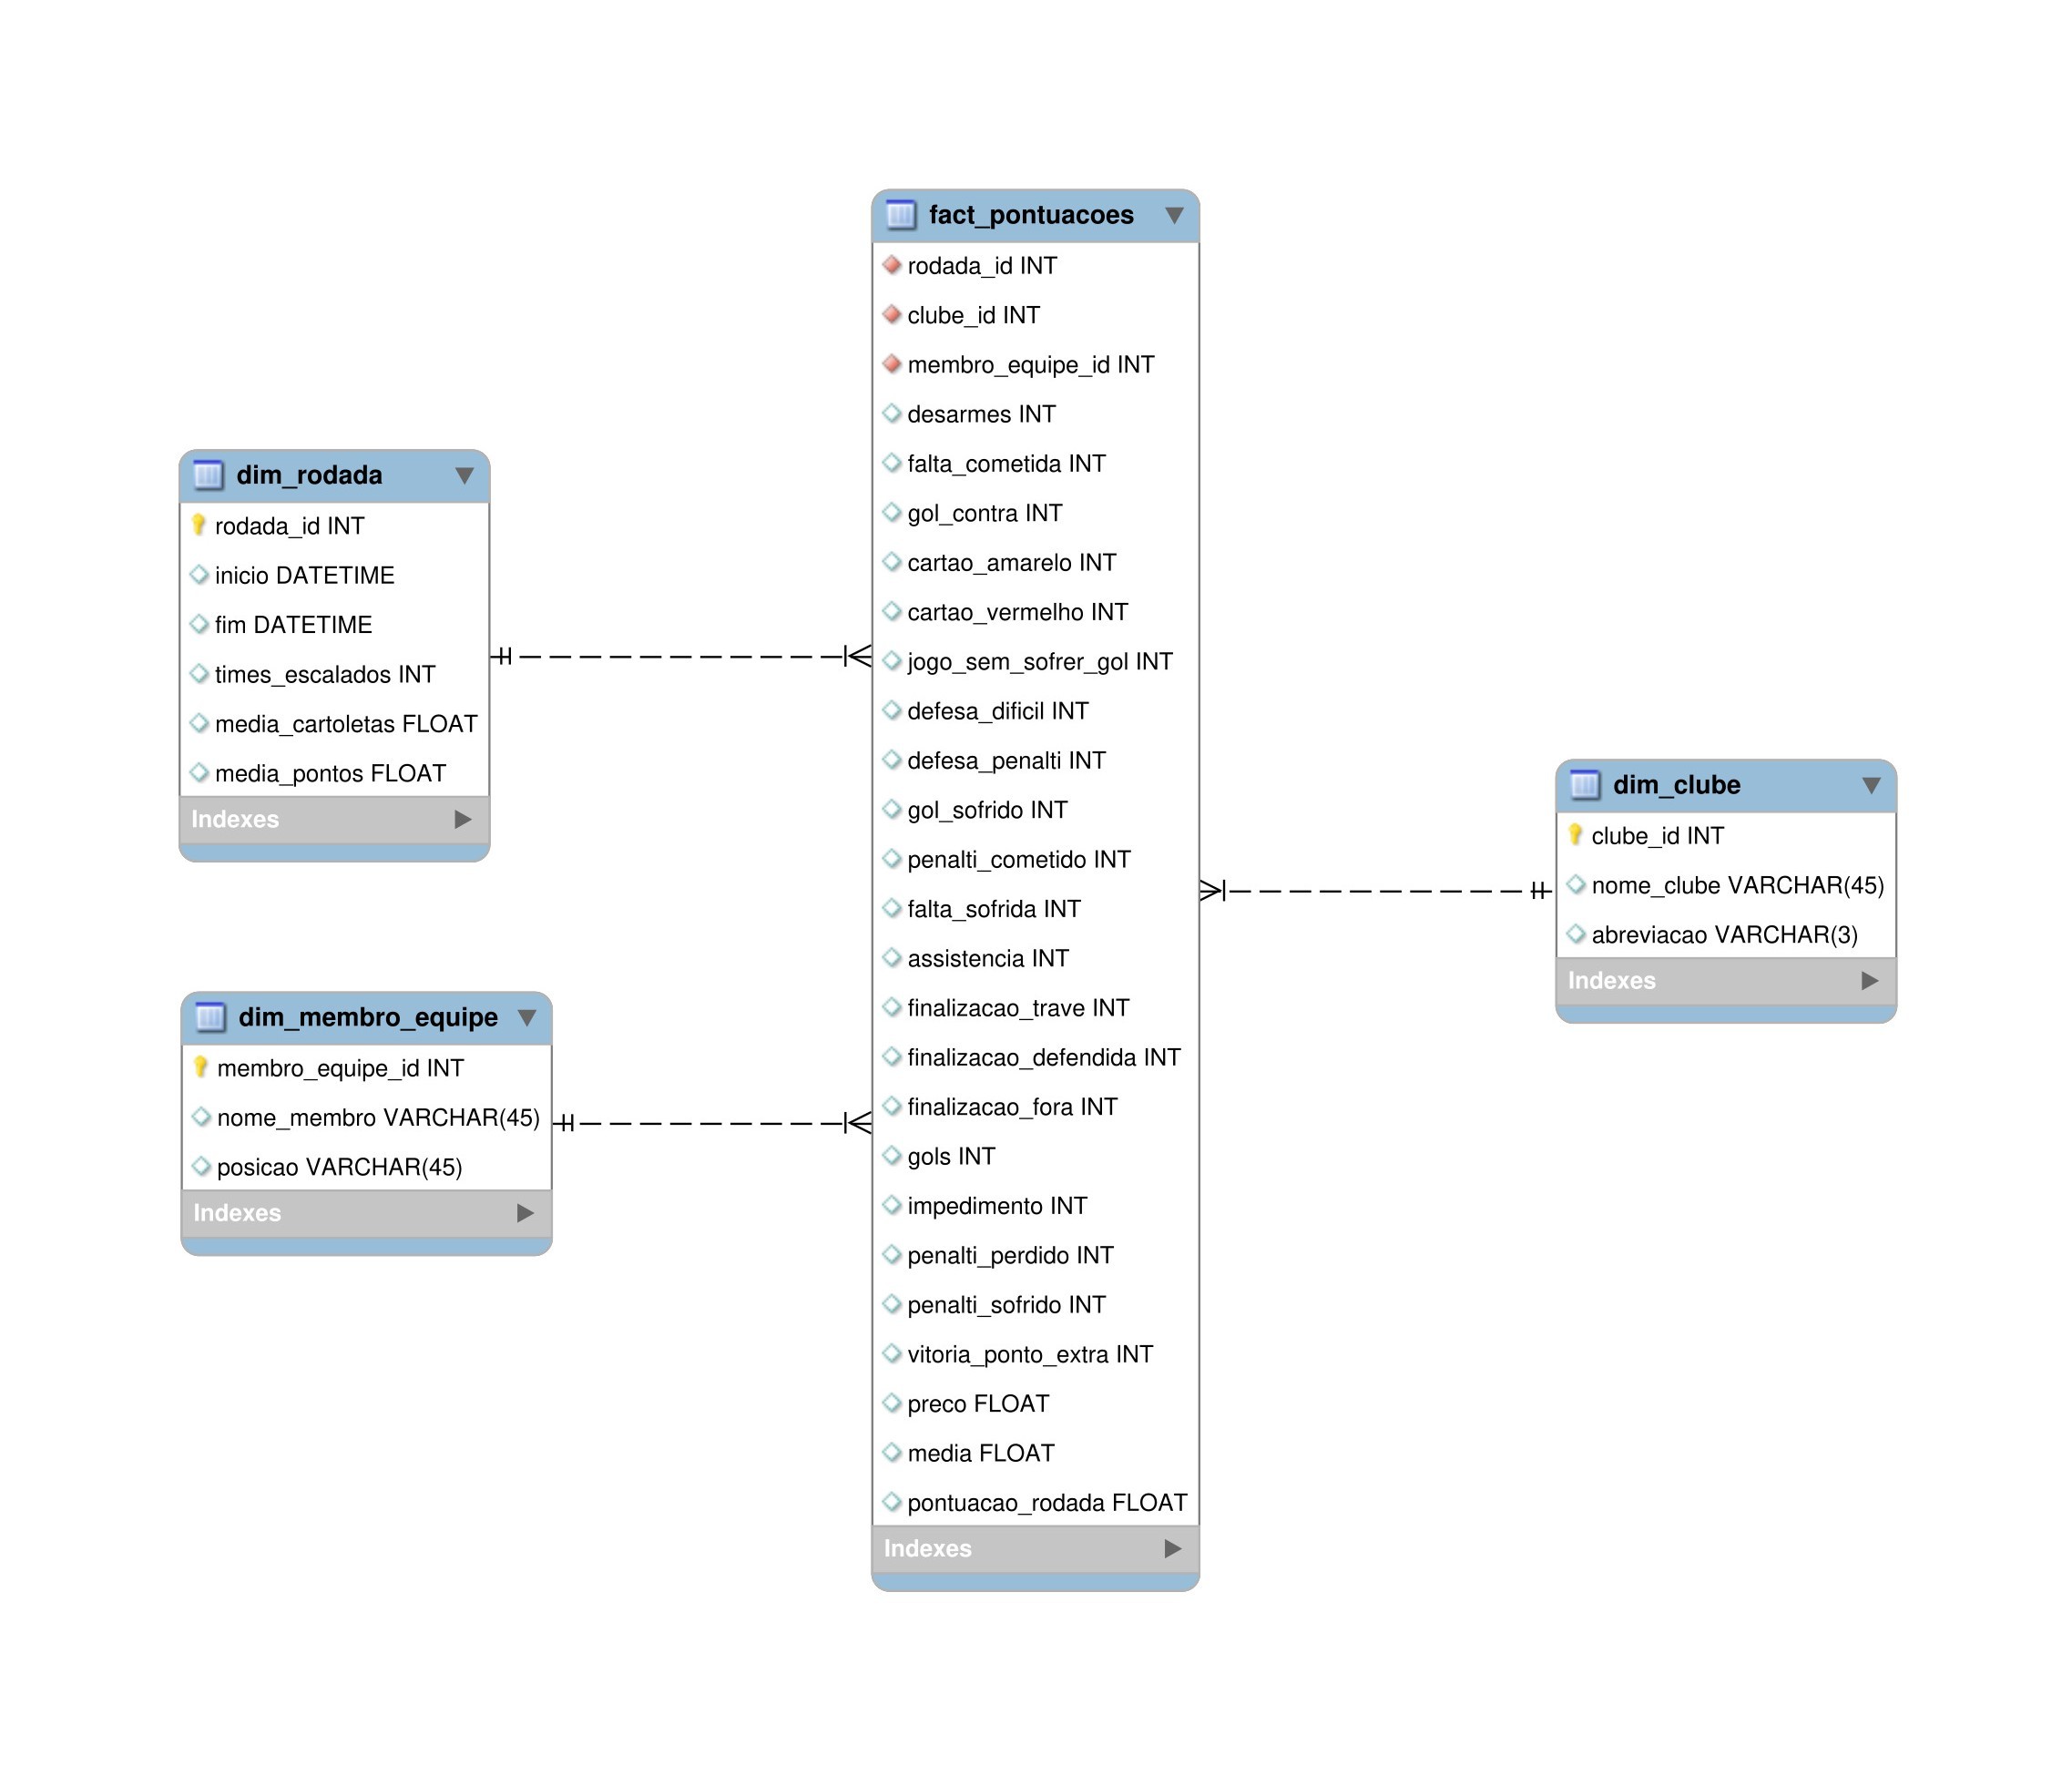 fact_pontuacoes
rodada_id INT
clube_id INT
membro_equipe_id INT
desarmes INT
falta_cometida INT
gol_contra INT
cartao_amarelo INT
cartao_vermelho INT
jogo_sem_sofrer_gol INT
defesa_dificil INT
defesa_penalti INT
gol_sofrido INT
penalti_cometido INT
falta_sofrida INT
assistencia INT
finalizacao_trave INT
finalizacao_defendida INT
finalizacao_fora INT
gols INT
impedimento INT
penalti_perdido INT
penalti_sofrido INT
vitoria_ponto_extra INT
preco FLOAT
media FLOAT
pontuacao_rodada FLOAT
Indexes
dim_rodada
rodada_id INT
inicio DATETIME
fim DATETIME
times_escalados INT
media_cartoletas FLOAT
media_pontos FLOAT
Indexes
dim_membro_equipe
membro_equipe_id INT
nome_membro VARCHAR(45)
posicao VARCHAR(45)
Indexes
dim_clube
clube_id INT
nome_clube VARCHAR(45)
abreviacao VARCHAR(3)
Indexes